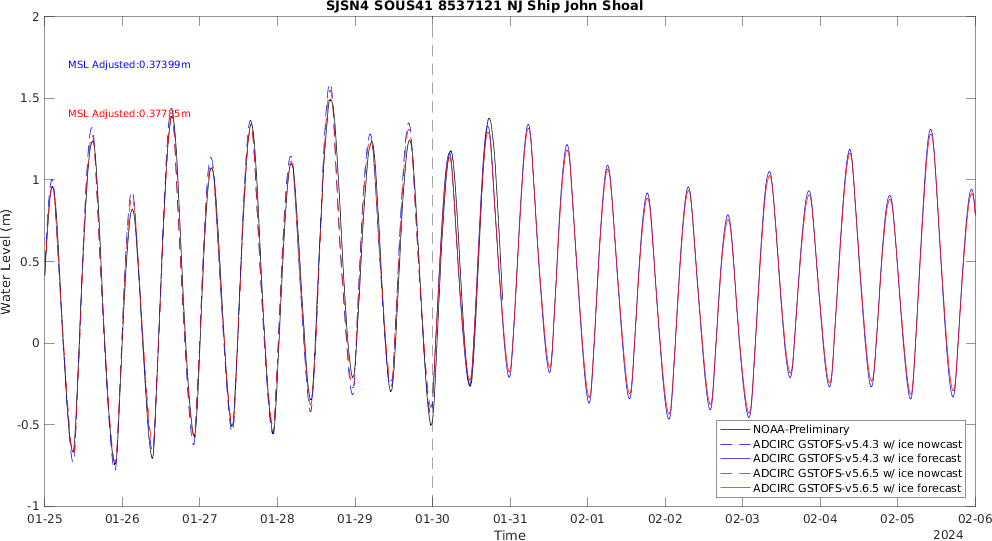 SJSN4 SOUS41 8537121 NJ Ship John Shoal
2
1.5
1
0.5
0
-0.5
-1
Water Level (m)
MSL Adjusted:0.37399m
MSL Adjusted:0.37785m
NOAA-Preliminary
ADCIRC GSTOFS-v5.4.3 w/ ice nowcast
ADCIRC GSTOFS-v5.4.3 w/ ice forecast
ADCIRC GSTOFS-v5.6.5 w/ ice nowcast
ADCIRC GSTOFS-v5.6.5 w/ ice forecast
01-25 01-26 01-27 01-28 01-29 01-30 01-31 02-01 02-02 02-03 02-04 02-05 02-06
Time
2024